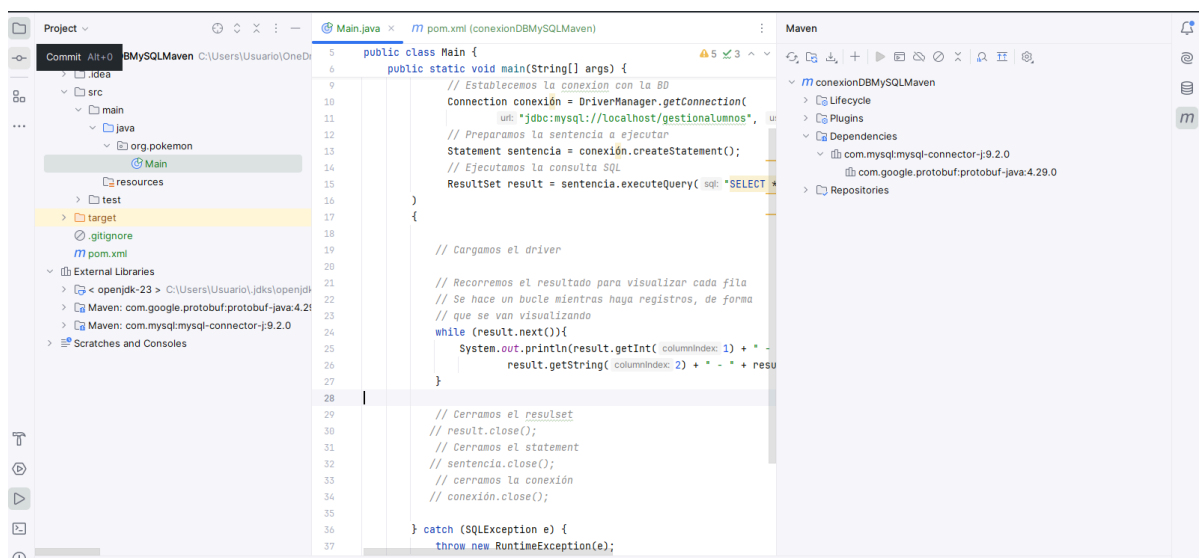 Project
Commit Alt+0
BMySQLMaven C:\Users\Usuario\OneDr
.idea
src
main
java
org.pokemon
Main
resources
test
target
.gitignore
m pom.xml
External Libraries
< openjdk-23 > C:\Users\Usuario\.jdks\openjdk
Maven: com.google.protobuf:protobuf-java:4.29
Maven: com.mysql:mysql-connector-j:9.2.0
Scratches and Consoles
Main.java
m pom.xml (conexionDBMySQLMaven)
5 public class Main {
5 3
6 public static void main(String[] args) {
9 // Establecemos la conexion con la BD
10 Connection conexión = DriverManager.getConnection(
11 url: "jdbc:mysql://localhost/gestionalumnos", us
12 // Preparamos la sentencia a ejecutar
13 Statement sentencia = conexión.createStatement();
14 // Ejecutamos la consulta SQL
15 ResultSet result = sentencia.executeQuery( sql: "SELECT *
16 )
17 {
18
19 // Cargamos el driver
20
21 // Recorremos el resultado para visualizar cada fila
22 // Se hace un bucle mientras haya registros, de forma
23 // que se van visualizando
24 while (result.next()){
25 System.out.println(result.getInt( columnIndex: 1) + " -
26 result.getString( columnIndex: 2) + " - " + resu
27 }
28
29 // Cerramos el resulset
30 // result.close();
31 // Cerramos el statement
32 // sentencia.close();
33 // cerramos la conexión
34 // conexión.close();
35
36 } catch (SQLException e) {
37 throw new RuntimeException(e);
Maven
m conexionDBMySQLMaven
Lifecycle
Plugins
Dependencies
com.mysql:mysql-connector-j:9.2.0
com.google.protobuf:protobuf-java:4.29.0
Repositories
m